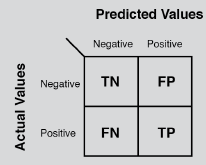 Predicted Values
Negative Positive
Actual Values
Negative TN FP
Positive FN TP